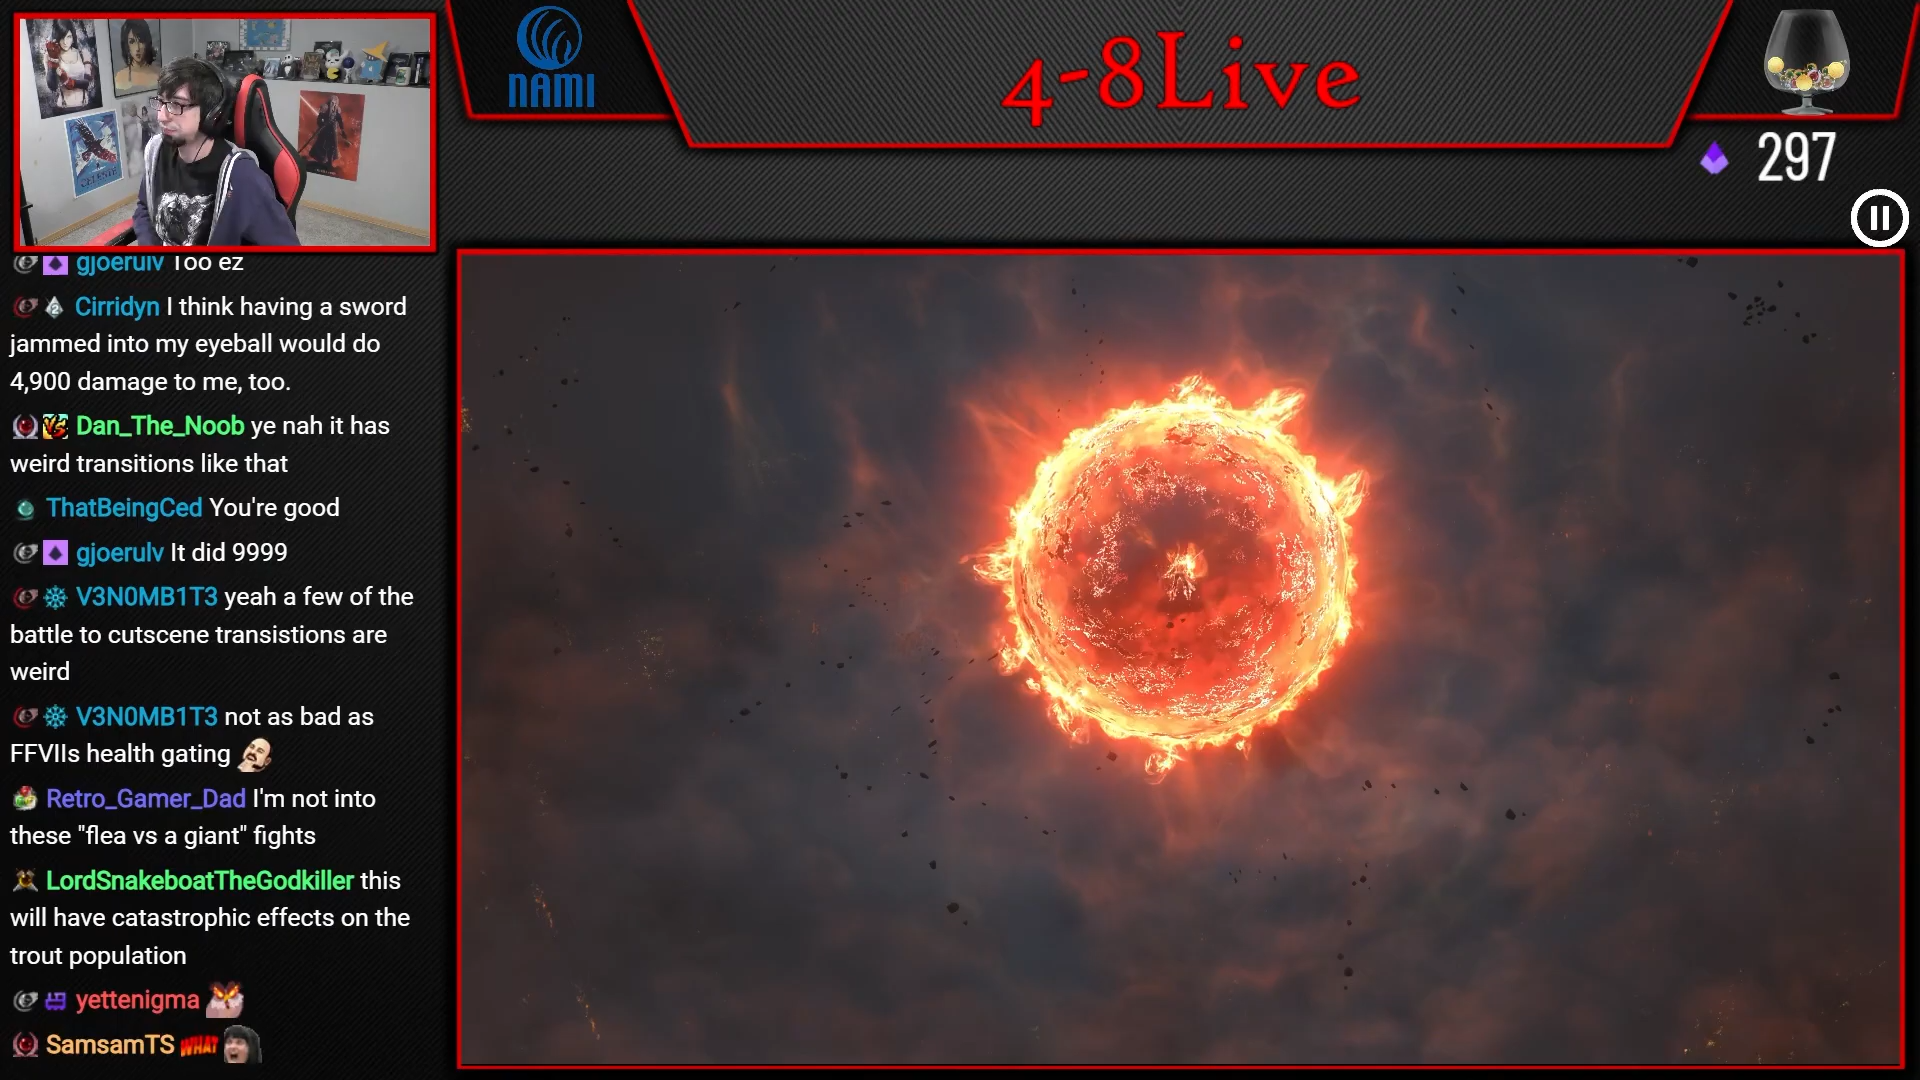 NAMI
4-8Live
297
CELESTE
gjoerulv Too ez
Cirridyn I think having a sword
jammed into my eyeball would do
4,900 damage to me, too.
Dan_The_Noob ye nah it has
weird transitions like that
ThatBeingCed You're good
gjoerulv It did 9999
V3N0MB1T3 yeah a few of the
battle to cutscene transistions are
weird
V3N0MB1T3 not as bad as
FFVIIs health gating
Retro_Gamer_Dad I'm not into
these "flea vs a giant" fights
LordSnakeboatTheGodkiller this
will have catastrophic effects on the
trout population
yettenigma
SamsamTS WHAT